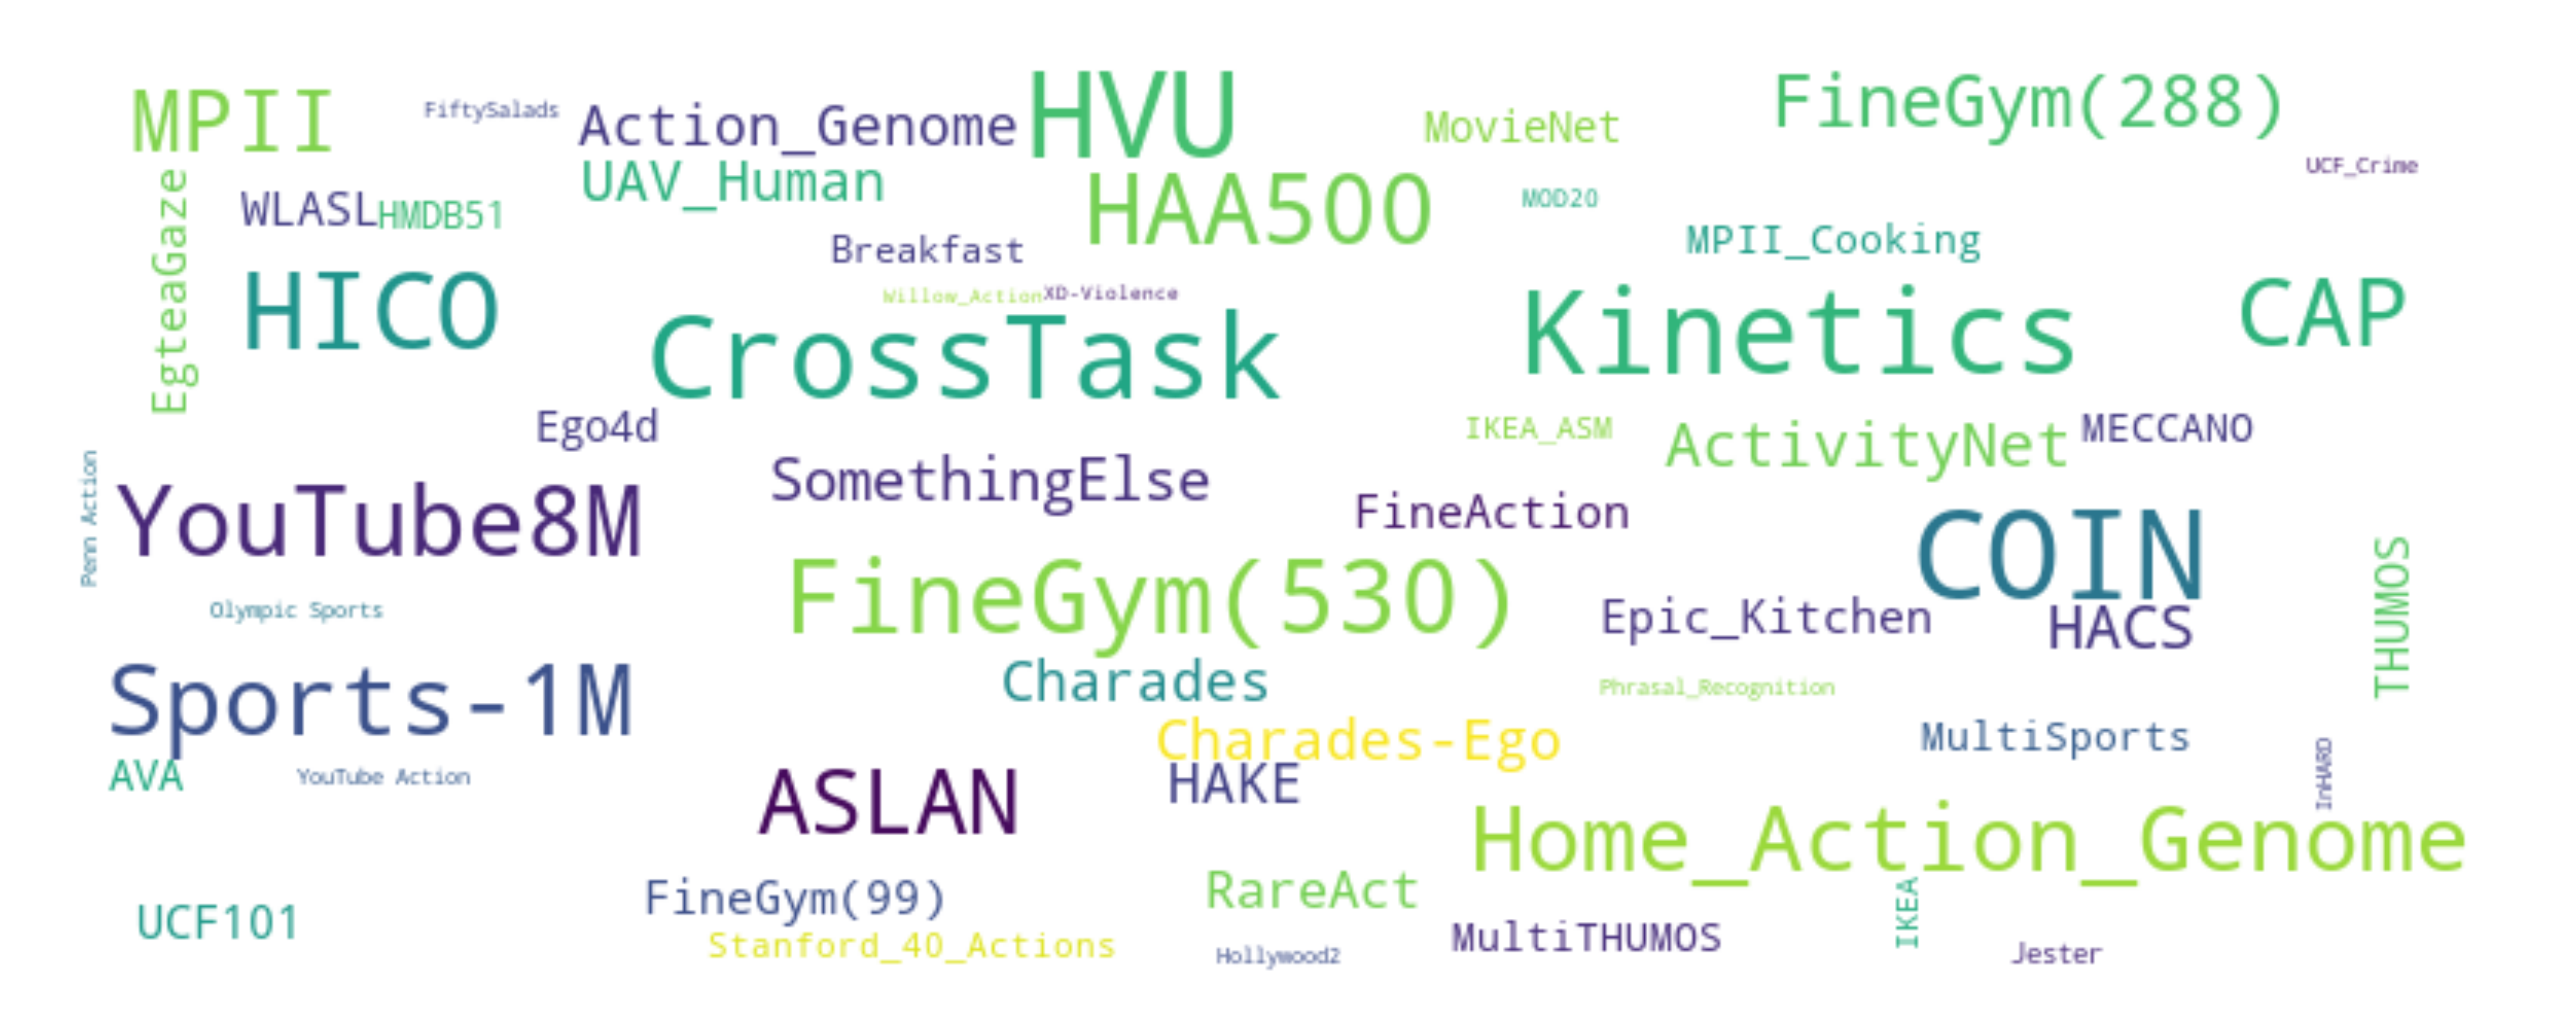 MPII
FiftySalads
Action_Genome
HVU
MovieNet
FineGym(288)
UCF_Crime
EgteaGaze
WLASL
HMDB51
UAV_Human
HAA500
MOD20
Breakfast
MPII_Cooking
HICO
Willow_Action
XD-Violence
CrossTask
Kinetics
CAP
Ego4d
IKEA_ASM
ActivityNet
MECCANO
Penn Action
YouTube8M
SomethingElse
FineAction
COIN
THUMOS
Olympic Sports
FineGym(530)
Epic_Kitchen
HACS
Sports-1M
Charades
Phrasal_Recognition
Charades-Ego
MultiSports
AVA
YouTube Action
ASLAN
HAKE
InHARD
Home_Action_Genome
UCF101
FineGym(99)
RareAct
IKEA
Stanford_40_Actions
Hollywood2
MultiTHUMOS
Jester